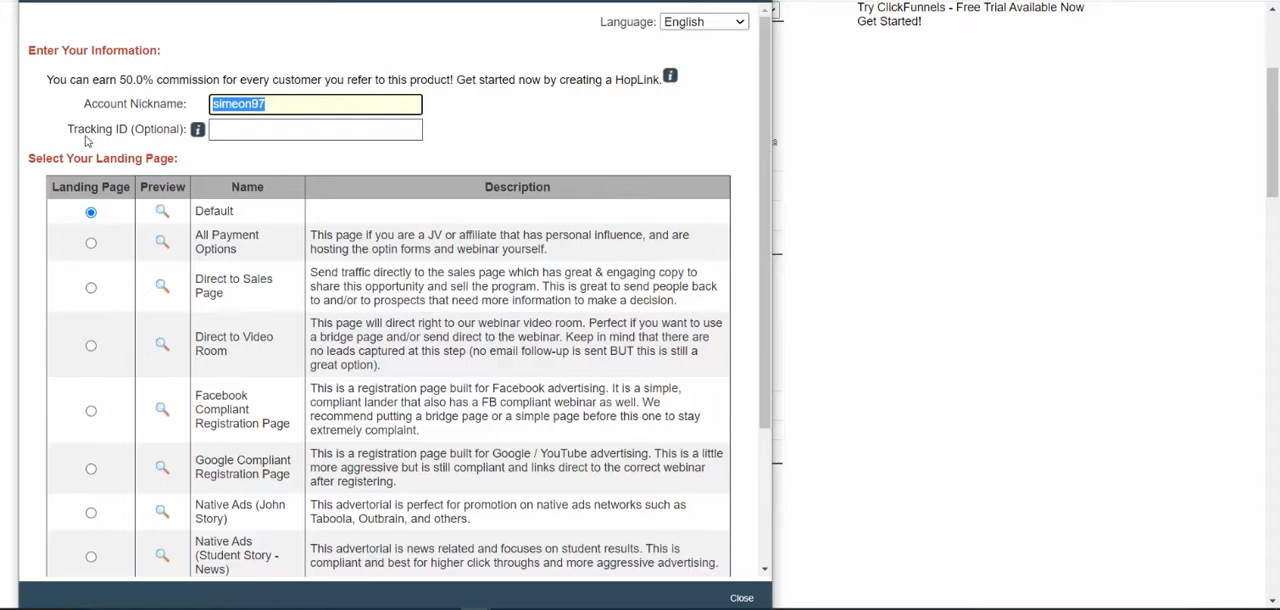 Try ClickFunnels - Free Trial Available Now
Get Started!
Language: English
Enter Your Information:
You can earn 50.0% commission for every customer you refer to this product! Get started now by creating a HopLink. i
Account Nickname: simeon97
Tracking ID (Optional): i
Select Your Landing Page:
Landing Page Preview Name Description
Default
All Payment
Options
This page if you are a JV or affiliate that has personal influence, and are
hosting the optin forms and webinar yourself.
Direct to Sales
Page
Send traffic directly to the sales page which has great & engaging copy to
share this opportunity and sell the program. This is great to send people back
to and/or to prospects that need more information to make a decision.
Direct to Video
Room
This page will direct right to our webinar video room. Perfect if you want to use
a bridge page and/or send direct to the webinar. Keep in mind that there are
no leads captured at this step (no email follow-up is sent BUT this is still a
great option).
Facebook
Compliant
Registration Page
This is a registration page built for Facebook advertising. It is a simple,
compliant lander that also has a FB compliant webinar as well. We
recommend putting a bridge page or a simple page before this one to stay
extremely complaint.
Google Compliant
Registration Page
This is a registration page built for Google / YouTube advertising. This is a little
more aggressive but is still compliant and links direct to the correct webinar
after registering.
Native Ads (John
Story)
This advertorial is perfect for promotion on native ads networks such as
Taboola, Outbrain, and others.
Native Ads
(Student Story -
News)
This advertorial is news related and focuses on student results. This is
compliant and best for higher click throughs and more aggressive advertising.
Close